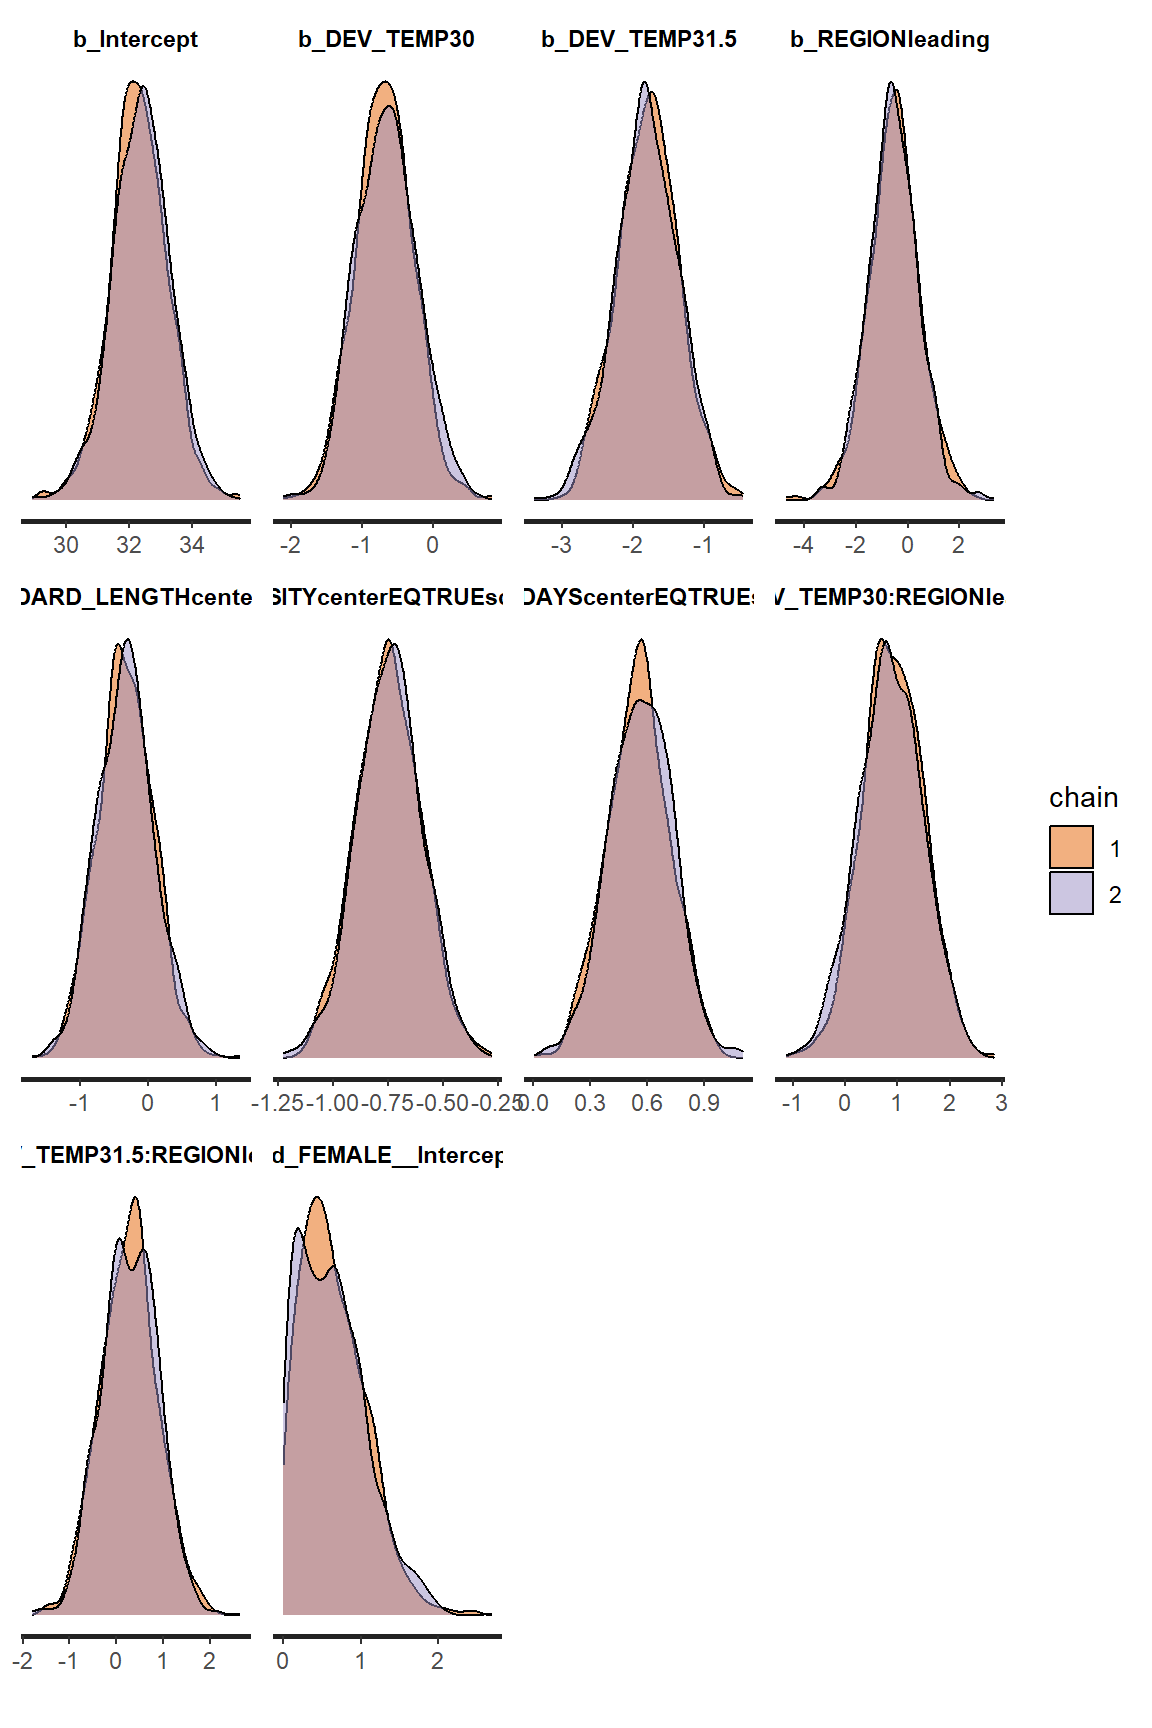 b_Intercept b_DEV_TEMP30 b_DEV_TEMP31.5 b_REGIONleading
30 32 34 -2 -1 0 -3 -2 -1 -4 -2 0 2
DARD_LENGTHcente SITYcenterEQTRUEsc DAYScenterEQTRUEs V_TEMP30:REGIONle
-1 0 1 -1.25 -1.00 -0.75 -0.50 -0.25 0.0 0.3 0.6 0.9 -1 0 1 2 3
chain
1
2
_TEMP31.5:REGIONle d_FEMALE__Intercep
-2 -1 0 1 2 0 1 2